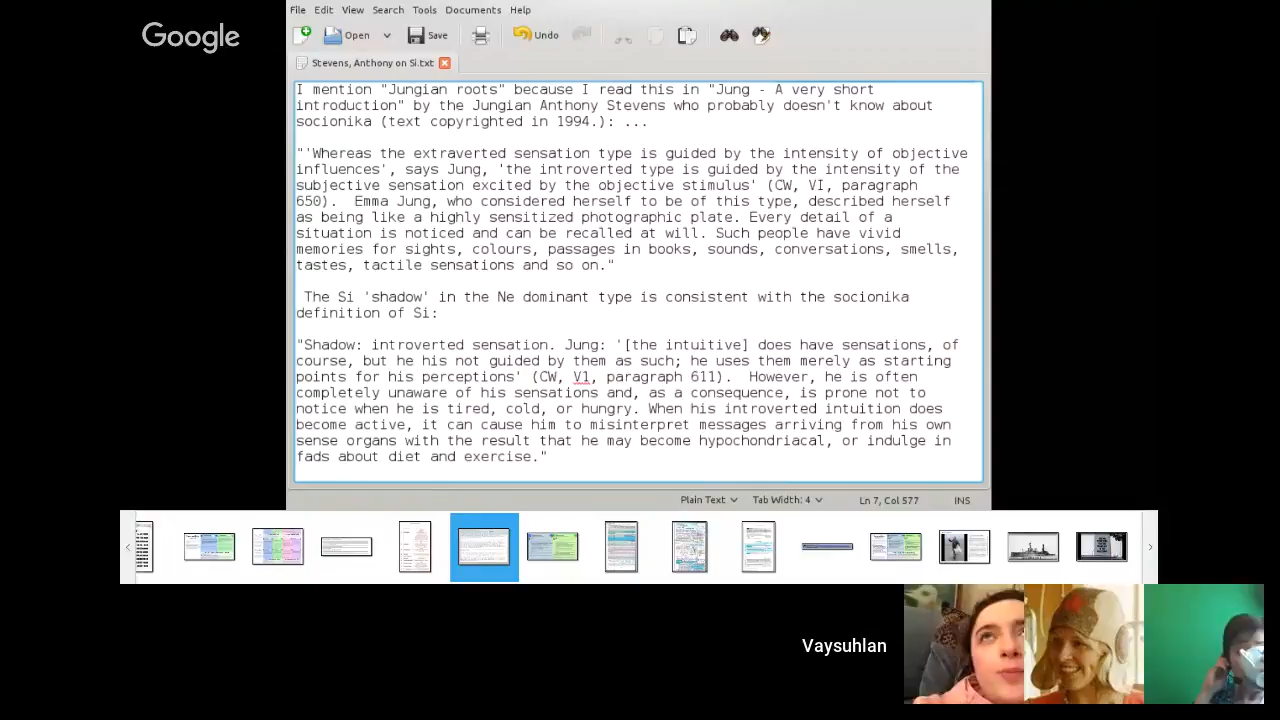 Google
File Edit View Search Tools Documents Help
Open Save Undo
Stevens, Anthony on Si.txt
I mention "Jungian roots" because I read this in "Jung - A very short
introduction" by the Jungian Anthony Stevens who probably doesn't know about
socionika (text copyrighted in 1994.): ...
"'Whereas the extraverted sensation type is guided by the intensity of objective
influences', says Jung, 'the introverted type is guided by the intensity of the
subjective sensation excited by the objective stimulus' (CW, VI, paragraph
650).  Emma Jung, who considered herself to be of this type, described herself
as being like a highly sensitized photographic plate. Every detail of a
situation is noticed and can be recalled at will. Such people have vivid
memories for sights, colours, passages in books, sounds, conversations, smells,
tastes, tactile sensations and so on."
The Si 'shadow' in the Ne dominant type is consistent with the socionika
definition of Si:
"Shadow: introverted sensation. Jung: '[the intuitive] does have sensations, of
course, but he his not guided by them as such; he uses them merely as starting
points for his perceptions' (CW, V1, paragraph 611).  However, he is often
completely unaware of his sensations and, as a consequence, is prone not to
notice when he is tired, cold, or hungry. When his introverted intuition does
become active, it can cause him to misinterpret messages arriving from his own
sense organs with the result that he may become hypochondriacal, or indulge in
fads about diet and exercise."
Plain Text Tab Width: 4 Ln 7, Col 577 INS
Vaysuhlan